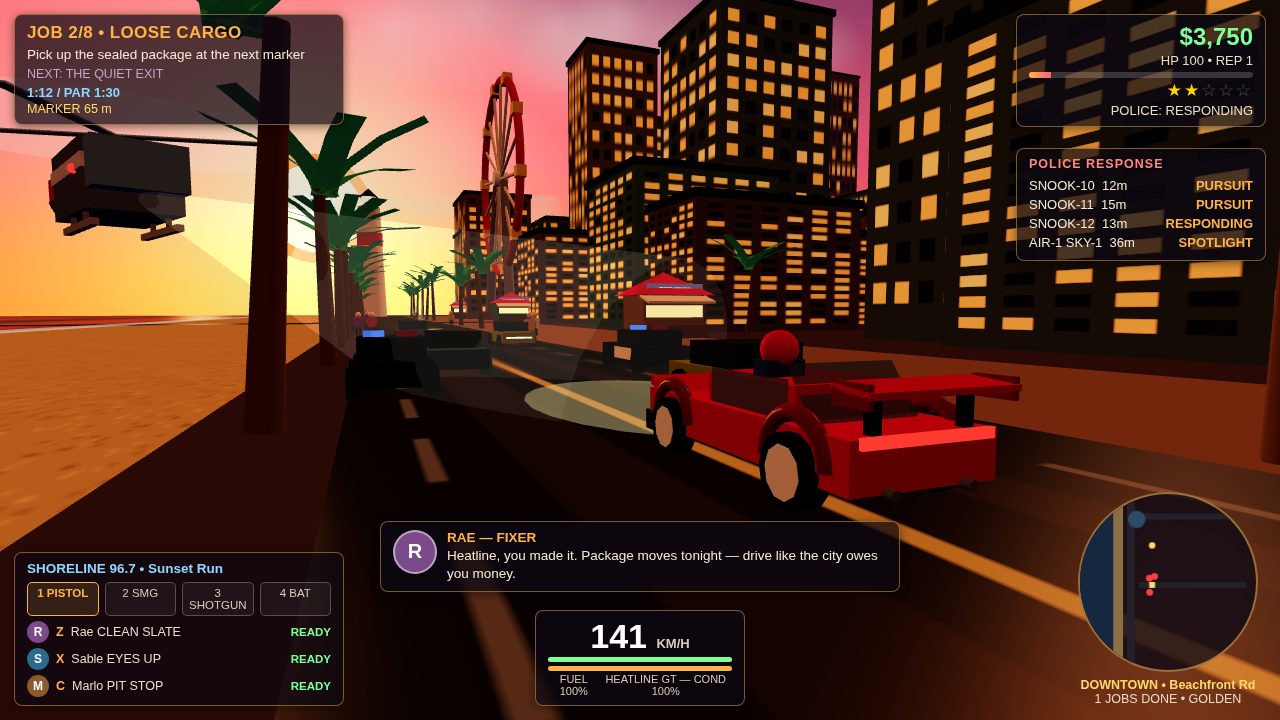 JOB 2/8 • LOOSE CARGO
Pick up the sealed package at the next marker
NEXT: THE QUIET EXIT
1:12 / PAR 1:30
MARKER 65 m
$3,750
HP 100 • REP 1
★★☆☆☆
POLICE: RESPONDING
POLICE RESPONSE
SNOOK-10 12m PURSUIT
SNOOK-11 15m PURSUIT
SNOOK-12 13m RESPONDING
AIR-1 SKY-1 36m SPOTLIGHT
R
RAE — FIXER
Heatline, you made it. Package moves tonight — drive like the city owes
you money.
SHORELINE 96.7 • Sunset Run
1 PISTOL 2 SMG 3 SHOTGUN 4 BAT
R Z Rae CLEAN SLATE READY
S X Sable EYES UP READY
M C Marlo PIT STOP READY
141 KM/H
FUEL HEATLINE GT — COND
100% 100%
DOWNTOWN • Beachfront Rd
1 JOBS DONE • GOLDEN